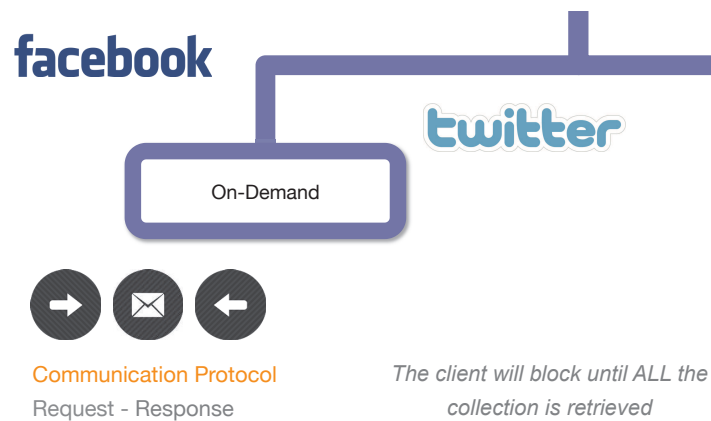 facebook
twitter
On-Demand
Communication Protocol
Request - Response
The client will block until ALL the
collection is retrieved